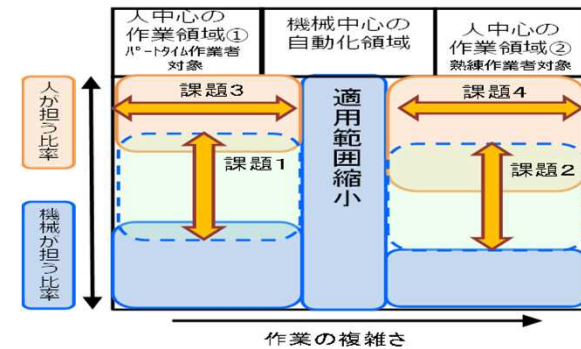 人中心の
作業領域①
パートタイム作業者
対象
機械中心の
自動化領域
人中心の
作業領域②
熟練作業者対象
人が担う比率
機械が担う比率
課題3
課題1
適用範囲縮小
課題4
課題2
作業の複雑さ